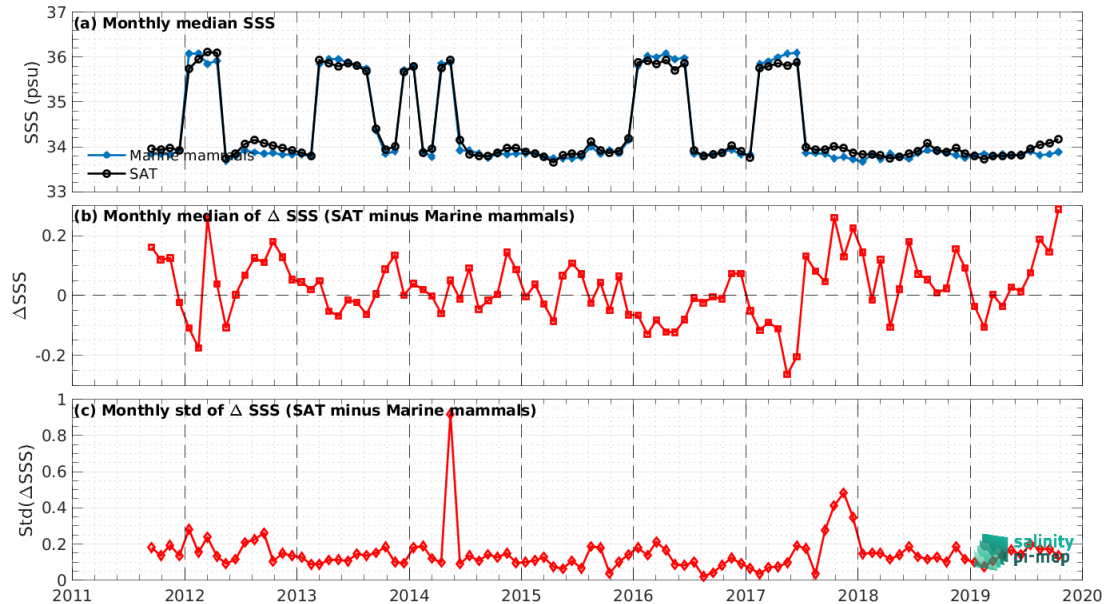 (a) Monthly median SSS
37
36
35
34
33
SSS (psu)
Marine mammals
SAT
(b) Monthly median of Δ SSS (SAT minus Marine mammals)
0.2
0
-0.2
ΔSSS
(c) Monthly std of Δ SSS (SAT minus Marine mammals)
1
0.8
0.6
0.4
0.2
0
Std(ΔSSS)
salinity
pi-mep
2011 2012 2013 2014 2015 2016 2017 2018 2019 2020